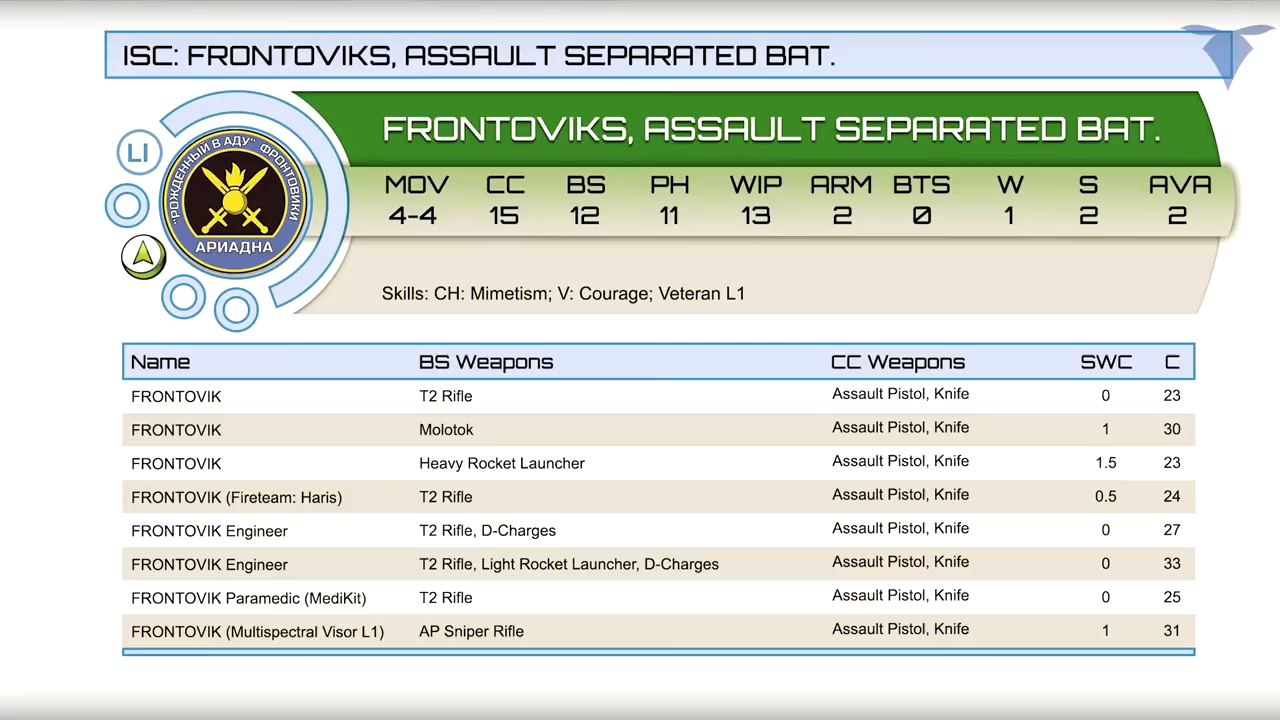 ISC: FRONTOVIKS, ASSAULT SEPARATED BAT.
FRONTOVIKS, ASSAULT SEPARATED BAT.
LI
"РОЖДЕННЫЙ В АДУ" ФРОНТОВИКИ
АРИАДНА
MOV CC BS PH WIP ARM BTS W S AVA
4-4 15 12 11 13 2 0 1 2 2
Skills: CH: Mimetism; V: Courage; Veteran L1
Name BS Weapons CC Weapons SWC C
FRONTOVIK T2 Rifle Assault Pistol, Knife 0 23
FRONTOVIK Molotok Assault Pistol, Knife 1 30
FRONTOVIK Heavy Rocket Launcher Assault Pistol, Knife 1.5 23
FRONTOVIK (Fireteam: Haris) T2 Rifle Assault Pistol, Knife 0.5 24
FRONTOVIK Engineer T2 Rifle, D-Charges Assault Pistol, Knife 0 27
FRONTOVIK Engineer T2 Rifle, Light Rocket Launcher, D-Charges Assault Pistol, Knife 0 33
FRONTOVIK Paramedic (MediKit) T2 Rifle Assault Pistol, Knife 0 25
FRONTOVIK (Multispectral Visor L1) AP Sniper Rifle Assault Pistol, Knife 1 31